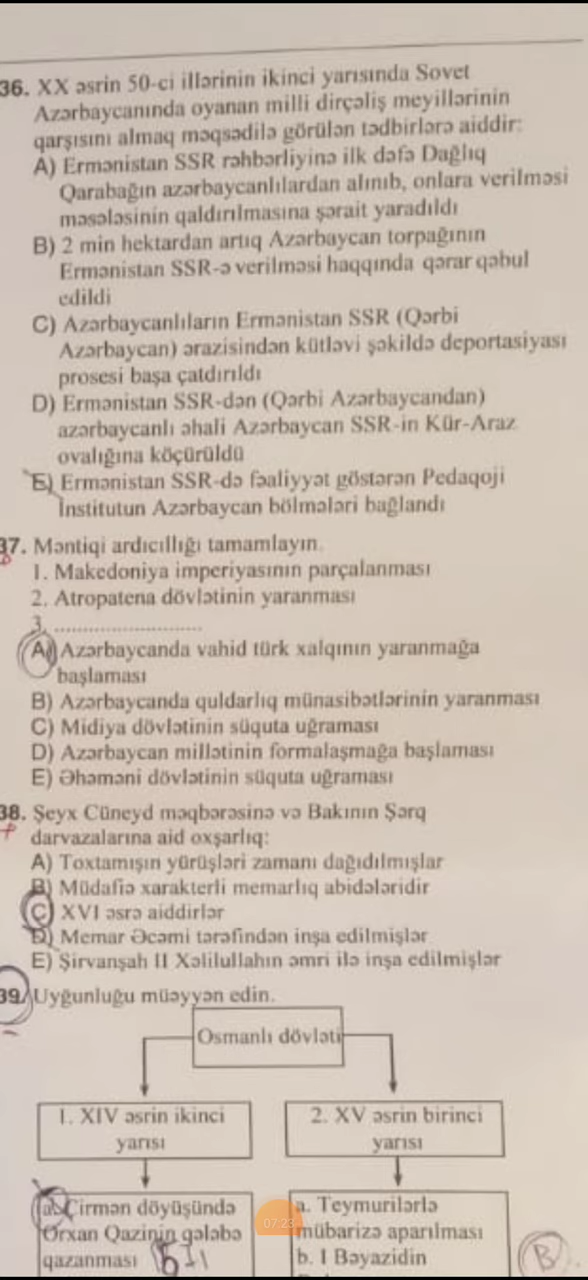 36. XX əsrin 50-ci illərinin ikinci yarısında Sovet
Azərbaycanında oyanan milli dirçəliş meyillərinin
qarşısını almaq məqsədilə görülən tədbirlərə aiddir:
A) Ermənistan SSR rəhbərliyinə ilk dəfə Dağlıq
Qarabağın azərbaycanlılardan alınıb, onlara verilməsi
məsələsinin qaldırılmasına şərait yaradıldı
B) 2 min hektardan artıq Azərbaycan torpağının
Ermənistan SSR-ə verilməsi haqqında qərar qəbul
edildi
C) Azərbaycanlıların Ermənistan SSR (Qərbi
Azərbaycan) ərazisindən kütləvi şəkildə deportasiyası
prosesi başa çatdırıldı
D) Ermənistan SSR-dən (Qərbi Azərbaycandan)
azərbaycanlı əhali Azərbaycan SSR-in Kür-Araz
ovalığına köçürüldü
E) Ermənistan SSR-də fəaliyyət göstərən Pedaqoji
İnstitutun Azərbaycan bölmələri bağlandı
37. Məntiqi ardıcıllığı tamamlayın.
1. Makedoniya imperiyasının parçalanması
2. Atropatena dövlətinin yaranması
3. ..........................
A) Azərbaycanda vahid türk xalqının yaranmağa
başlaması
B) Azərbaycanda quldarlıq münasibətlərinin yaranması
C) Midiya dövlətinin süquta uğraması
D) Azərbaycan millətinin formalaşmağa başlaması
E) Əhəməni dövlətinin süquta uğraması
38. Şeyx Cüneyd məqbərəsinə və Bakının Şərq
darvazalarına aid oxşarlıq:
A) Toxtamışın yürüşləri zamanı dağıdılmışlar
B) Müdafiə xarakterli memarlıq abidələridir
C) XVI əsrə aiddirlər
D) Memar Əcəmi tərəfindən inşa edilmişlər
E) Şirvanşah II Xəlilullahın əmri ilə inşa edilmişlər
39. Uyğunluğu müəyyən edin.
Osmanlı dövləti
1. XIV əsrin ikinci
yarısı
2. XV əsrin birinci
yarısı
a. Çirmən döyüşündə
Orxan Qazinin qələbə
qazanması
a. Teymurilərlə
mübarizə aparılması
b. I Bəyazidin
07:23
B